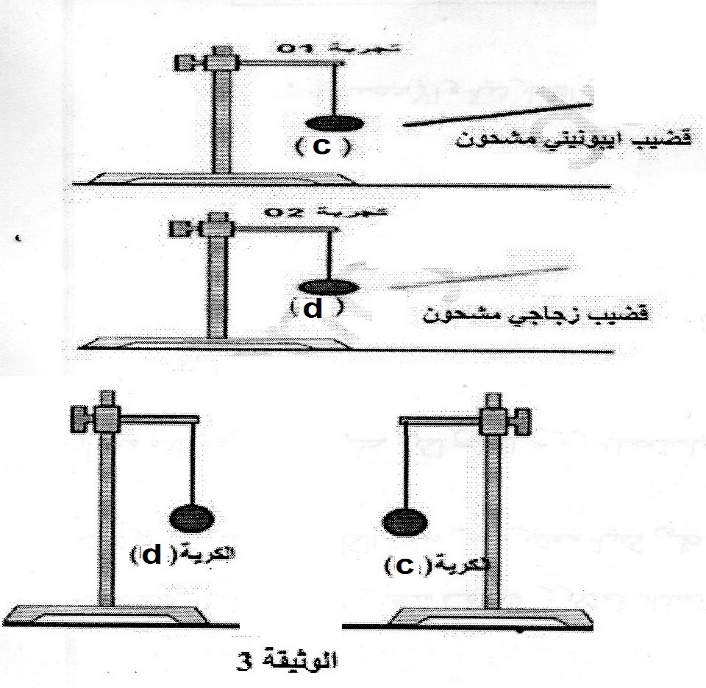 تجربة 01
(c)
قضيب ايبونيتي مشحون
تجربة 02
(d)
قضيب زجاجي مشحون
الكرية (d)
الكرية (c)
الوثيقة 3